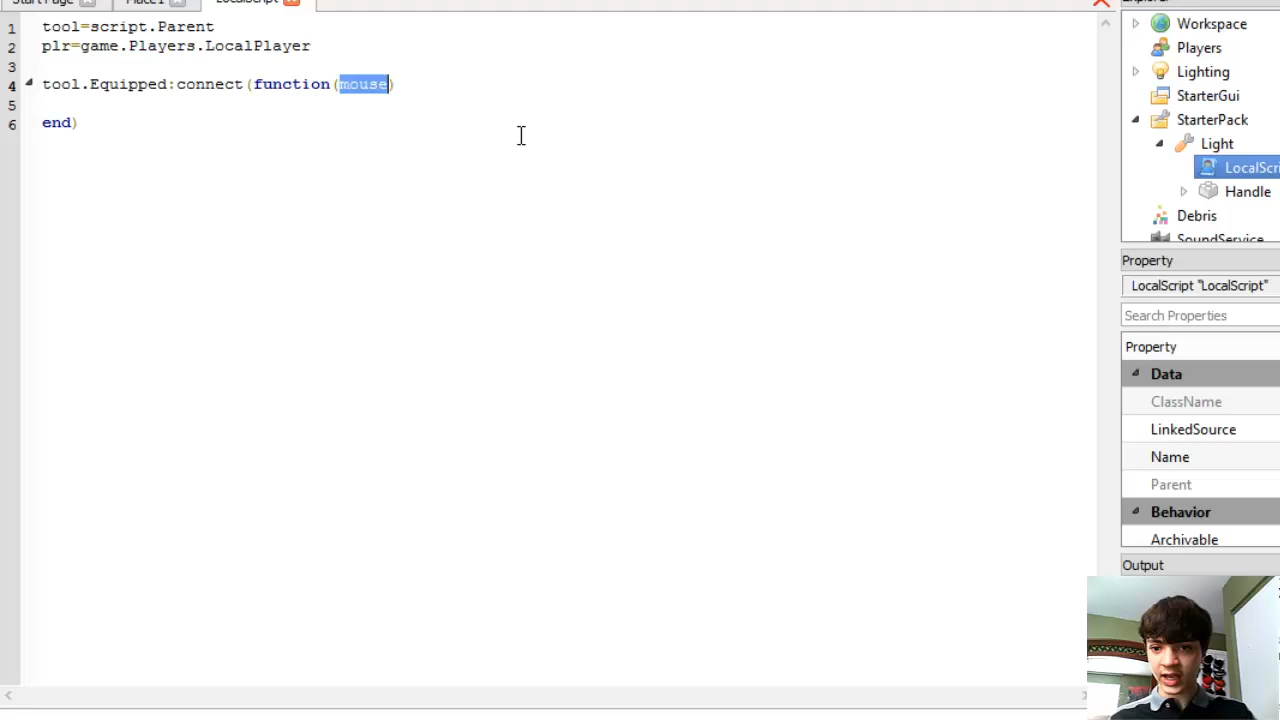 Start Page
Place1
LocalScript
Explorer
1 tool=script.Parent
2 plr=game.Players.LocalPlayer
3
4 tool.Equipped:connect(function(mouse)
5
6 end)
Workspace
Players
Lighting
StarterGui
StarterPack
Light
LocalScri
Handle
Debris
SoundService
Property
LocalScript "LocalScript"
Search Properties
Property
Data
ClassName
LinkedSource
Name
Parent
Behavior
Archivable
Output